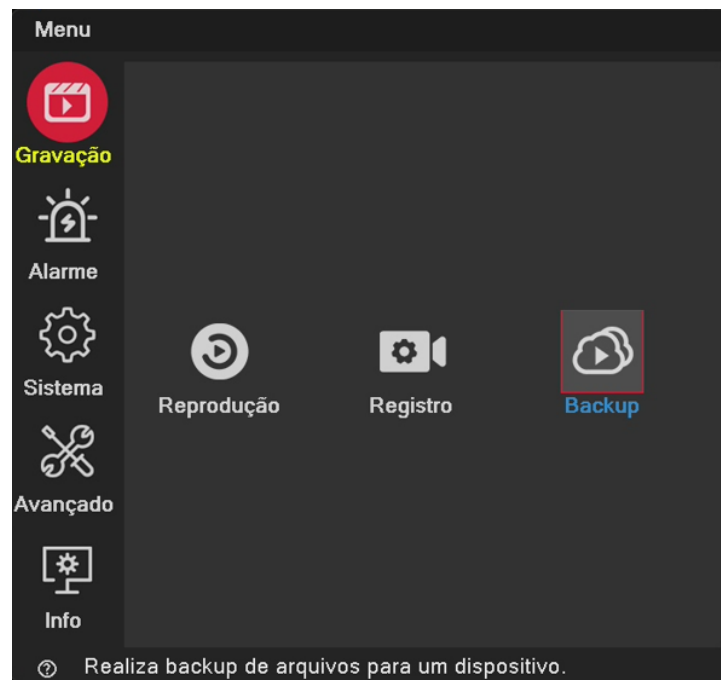 Menu
Gravação
Alarme
Sistema
Reprodução
Registro
Backup
Avançado
Info
Realiza backup de arquivos para um dispositivo.